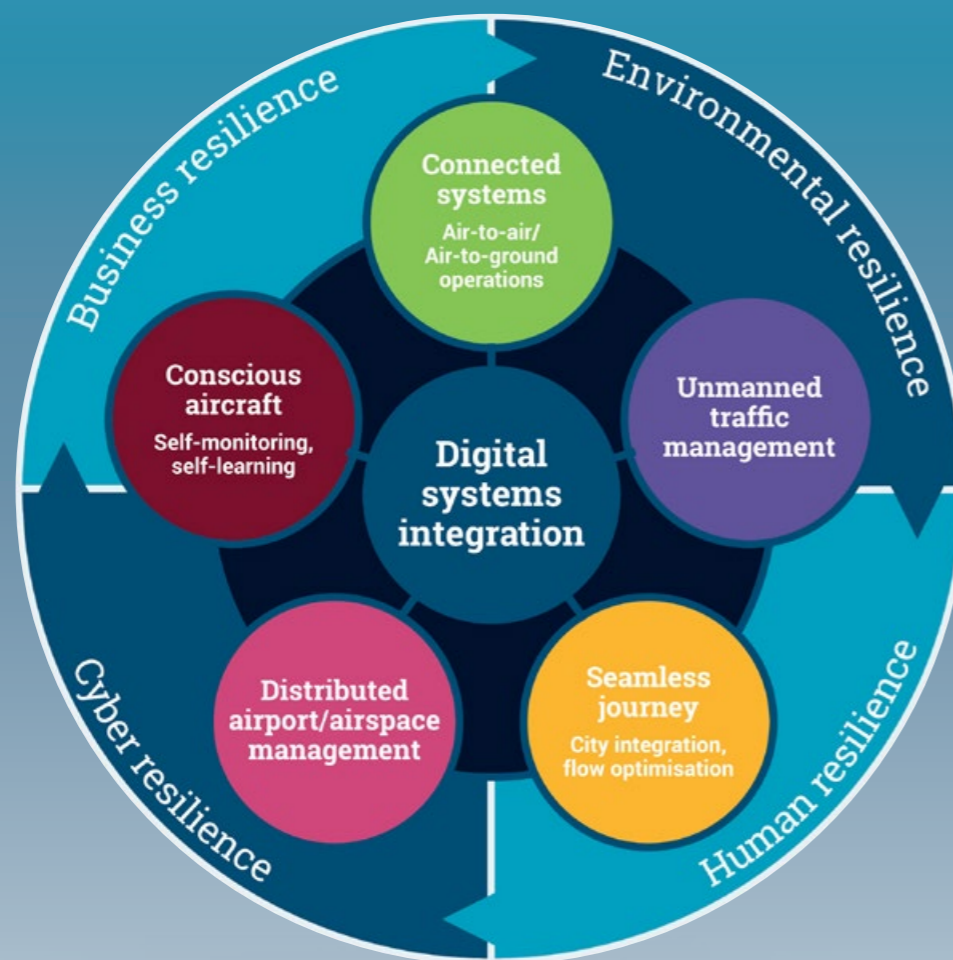 Business resilience
Environmental resilience
Connected
systems
Air-to-air/
Air-to-ground
operations
Conscious
aircraft
Self-monitoring,
self-learning
Unmanned
traffic
management
Digital
systems
integration
Distributed
airport/airspace
management
Seamless
journey
City integration,
flow optimisation
Cyber resilience
Human resilience